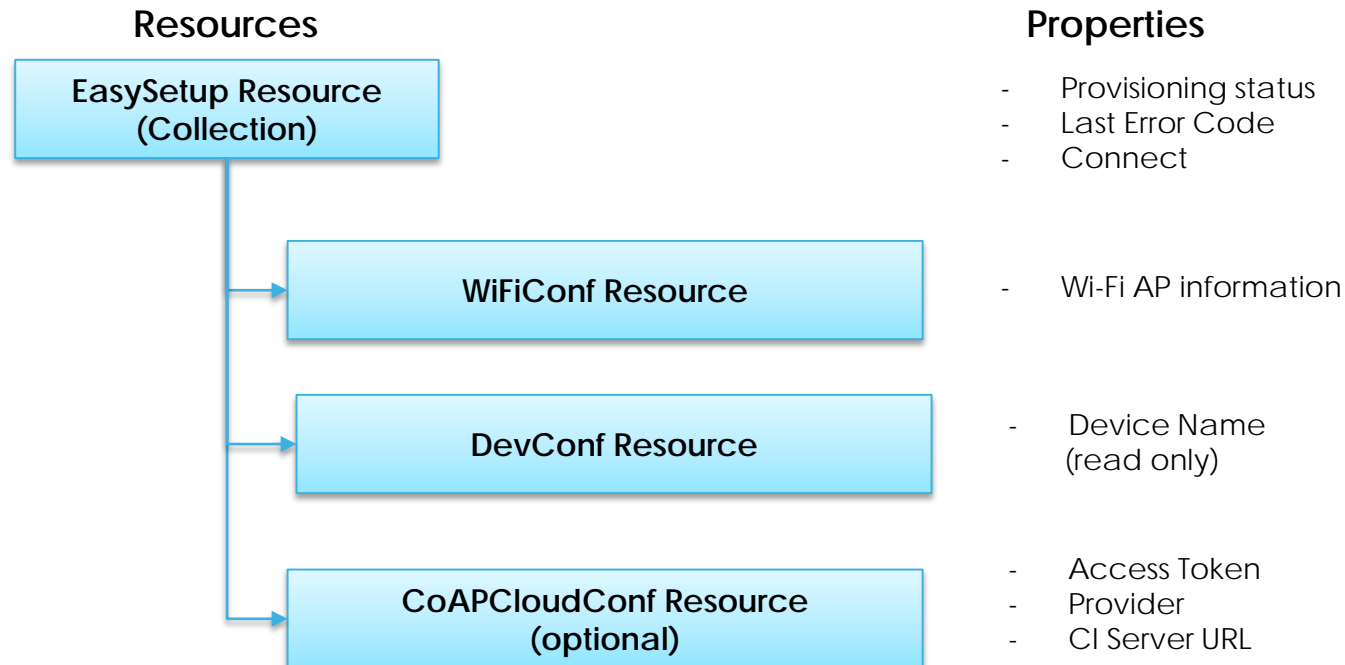 Resources
Properties
EasySetup Resource
(Collection)
- Provisioning status
- Last Error Code
- Connect
WiFiConf Resource
- Wi-Fi AP information
DevConf Resource
- Device Name
(read only)
CoAPCloudConf Resource
(optional)
- Access Token
- Provider
- CI Server URL